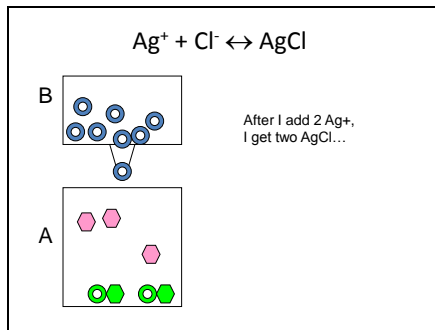 Ag⁺ + Cl⁻ ↔ AgCl
B
After I add 2 Ag+,
I get two AgCl…
A